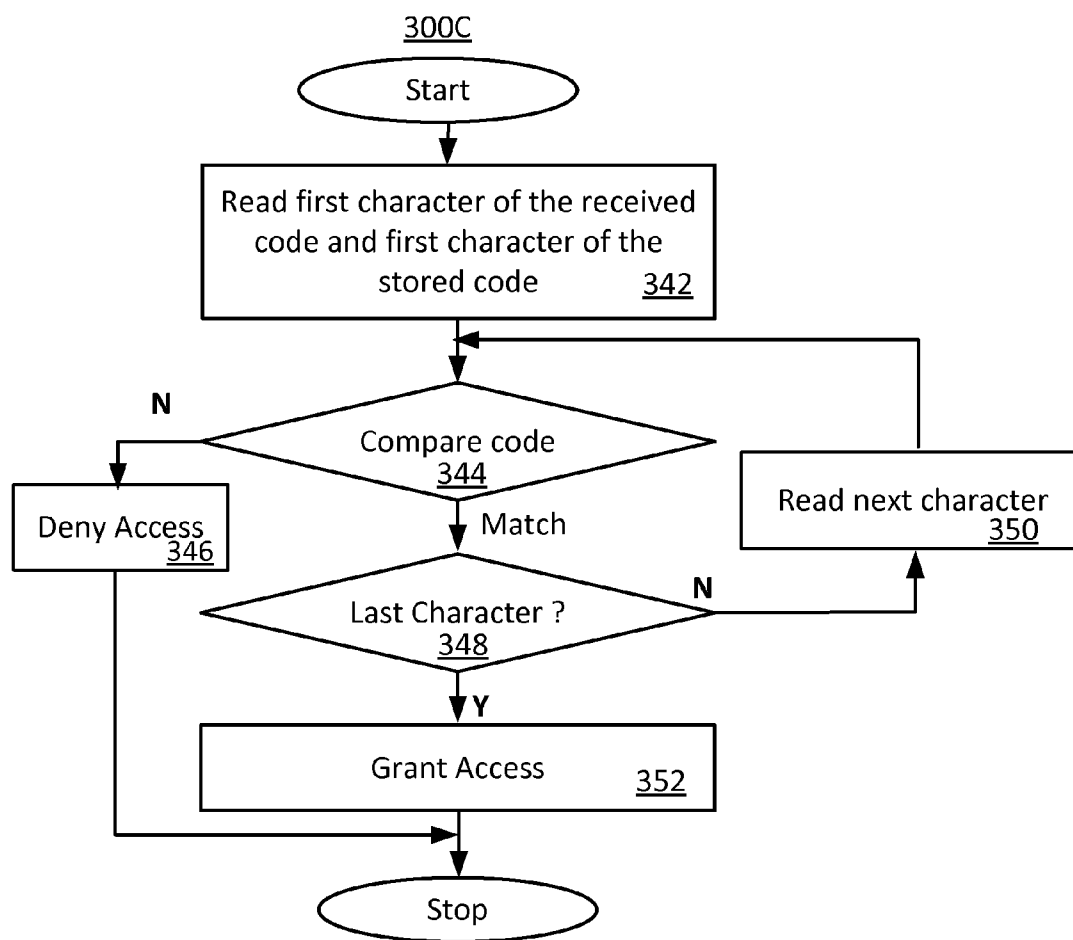 300C
Start
Read first character of the received
code and first character of the
stored code
342
N
Compare code
344
Deny Access
346
Match
Read next character
350
Last Character ?
348
N
Y
Grant Access
352
Stop